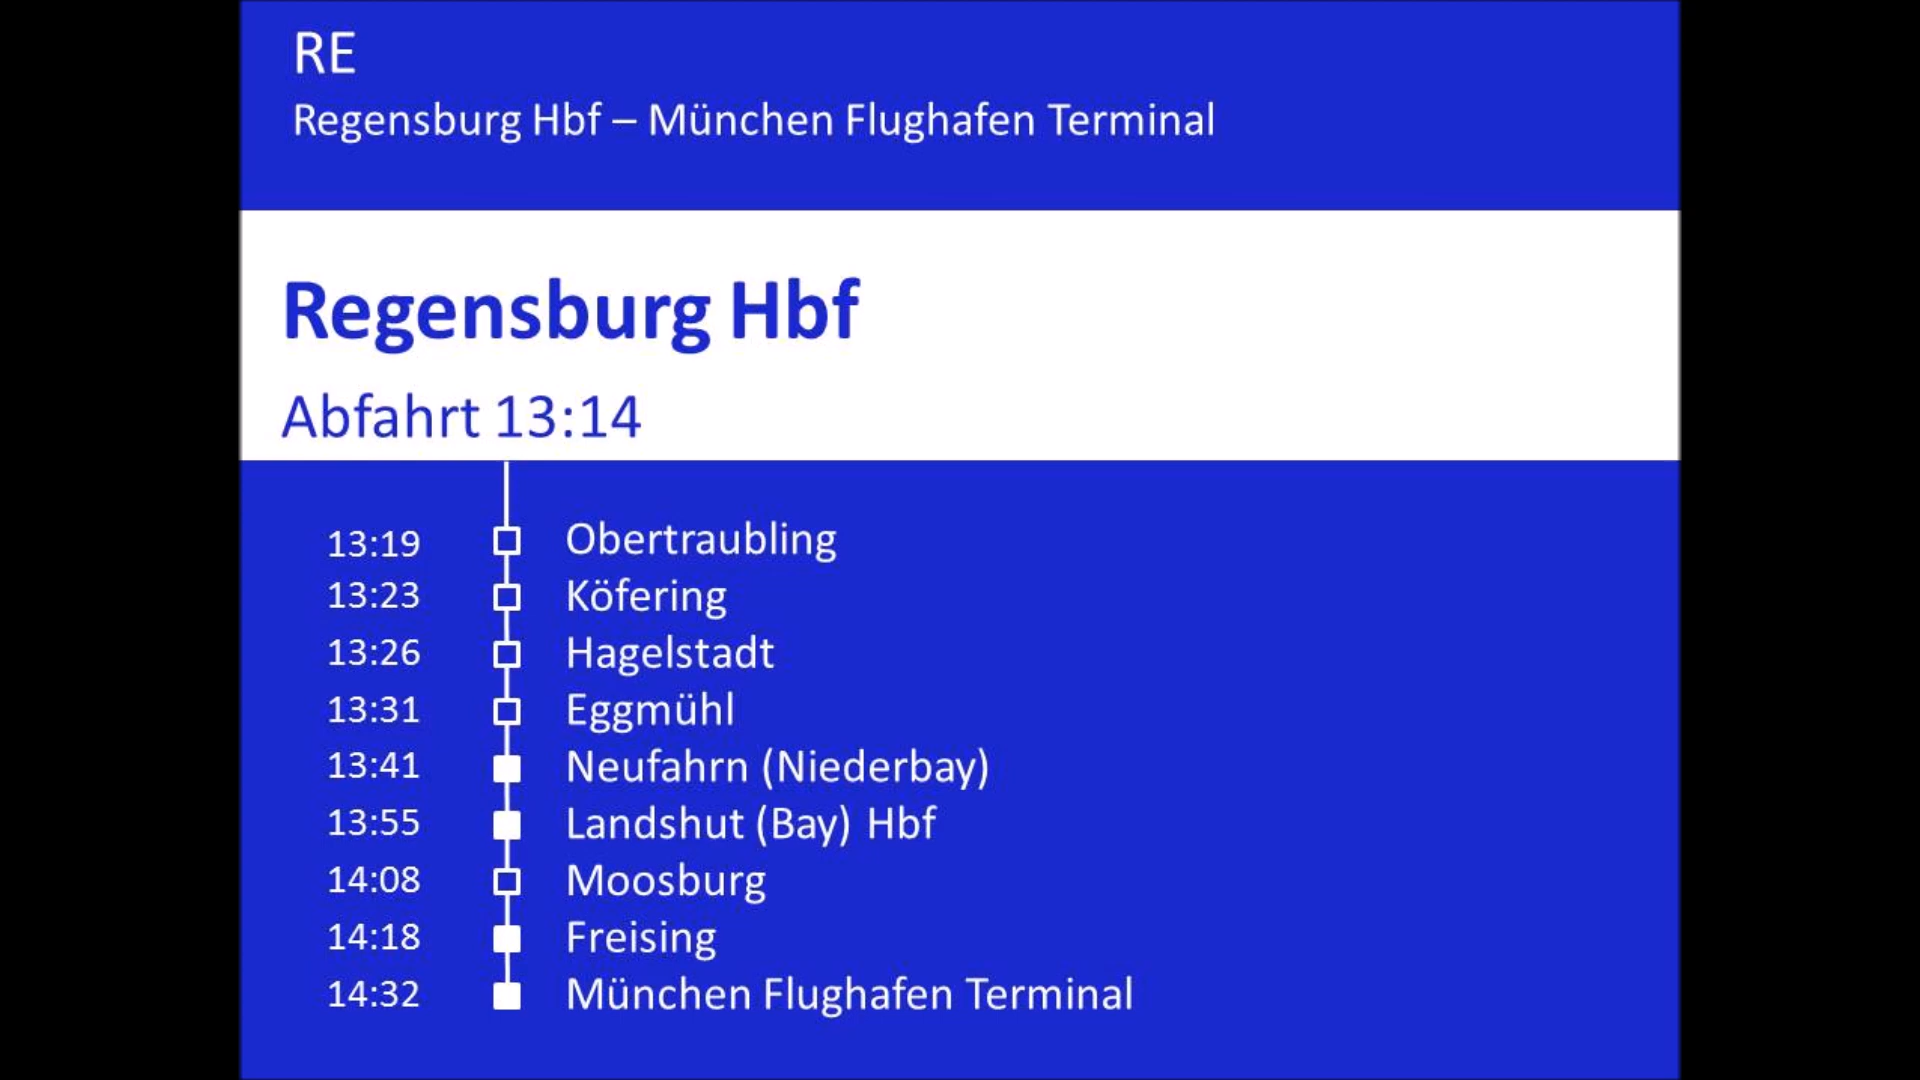 RE
Regensburg Hbf – München Flughafen Terminal
Regensburg Hbf
Abfahrt 13:14
13:19 Obertraubling
13:23 Köfering
13:26 Hagelstadt
13:31 Eggmühl
13:41 Neufahrn (Niederbay)
13:55 Landshut (Bay) Hbf
14:08 Moosburg
14:18 Freising
14:32 München Flughafen Terminal